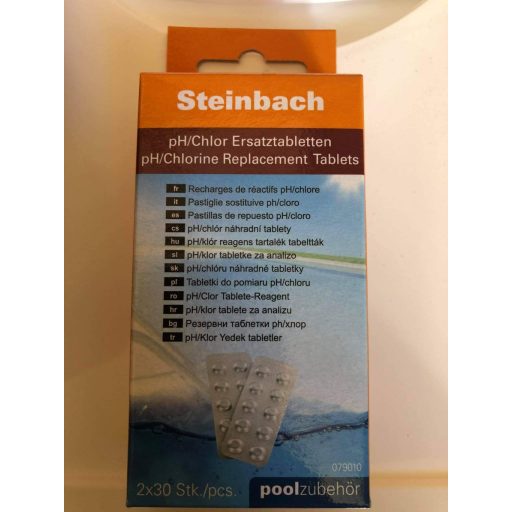 Steinbach
pH/Chlor Ersatztabletten
pH/Chlorine Replacement Tablets
fr Recharges de réactifs pH/chlore
it Pastiglie sostituive ph/cloro
es Pastillas de repuesto pH/cloro
cs pH/chlór náhradní tablety
hu pH/klór reagens tartalék tabeltták
sl pH/klor tabletke za analizo
sk pH/chlóru náhradné tabletky
pl Tabletki do pomiaru pH/chloru
ro pH/Clor Tablete-Reagent
hr pH/klor tablete za analizu
bg Резервни таблетки ph/хлор
tr pH/Klor Yedek tabletler
079010
2x30 Stk./pcs.
poolzubehör